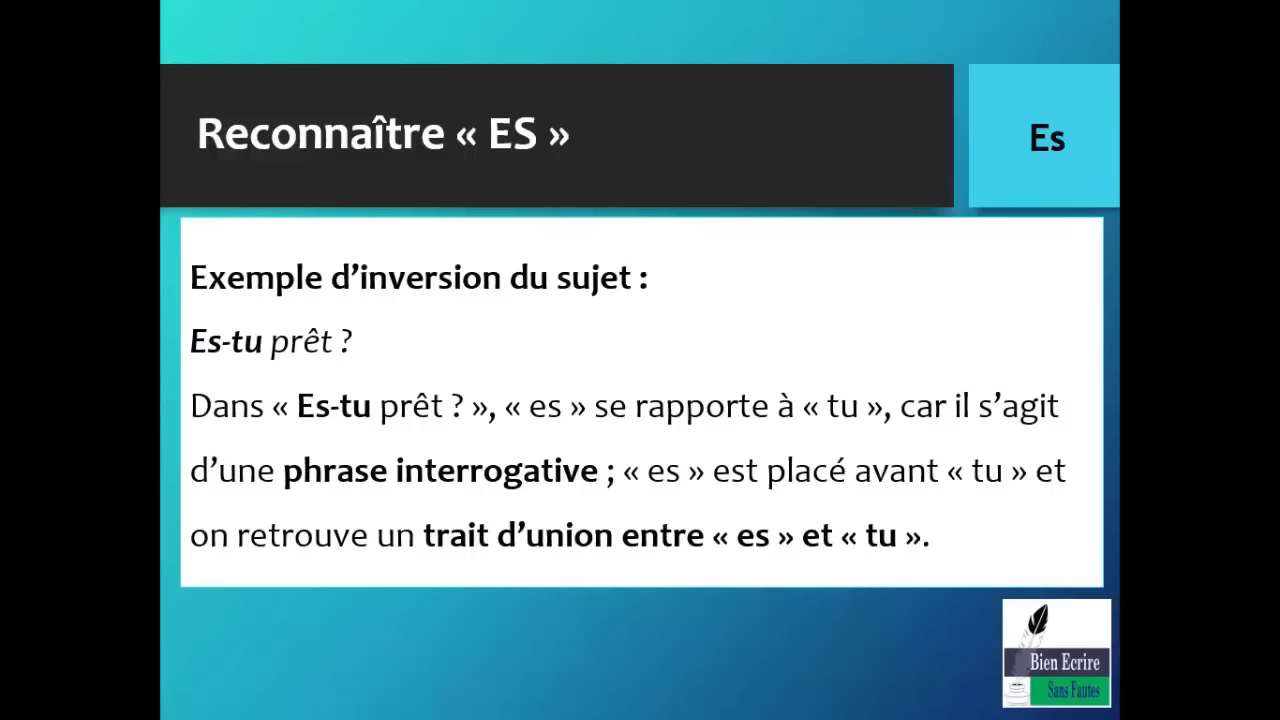 Reconnaître « ES »
Es
Exemple d’inversion du sujet :
Es-tu prêt ?
Dans « Es-tu prêt ? », « es » se rapporte à « tu », car il s’agit
d’une phrase interrogative ; « es » est placé avant « tu » et
on retrouve un trait d’union entre « es » et « tu ».
Bien Ecrire
Sans Fautes